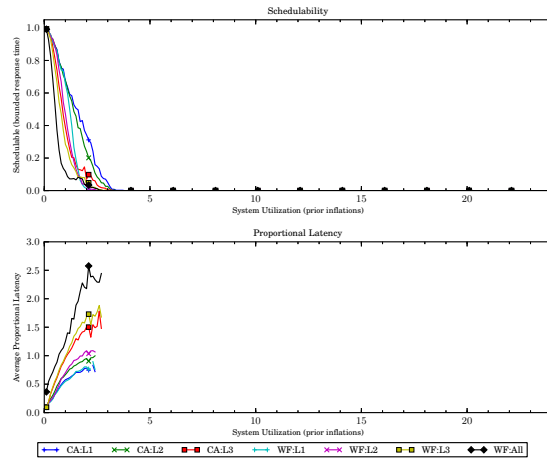 Schedulability
Schedulable (bounded response time)
1.0
0.8
0.6
0.4
0.2
0.0
0 5 10 15 20
System Utilization (prior inflations)
Proportional Latency
Average Proportional Latency
3.0
2.5
2.0
1.5
1.0
0.5
0.0
0 5 10 15 20
System Utilization (prior inflations)
CA:L1 CA:L2 CA:L3 WF:L1 WF:L2 WF:L3 WF:All